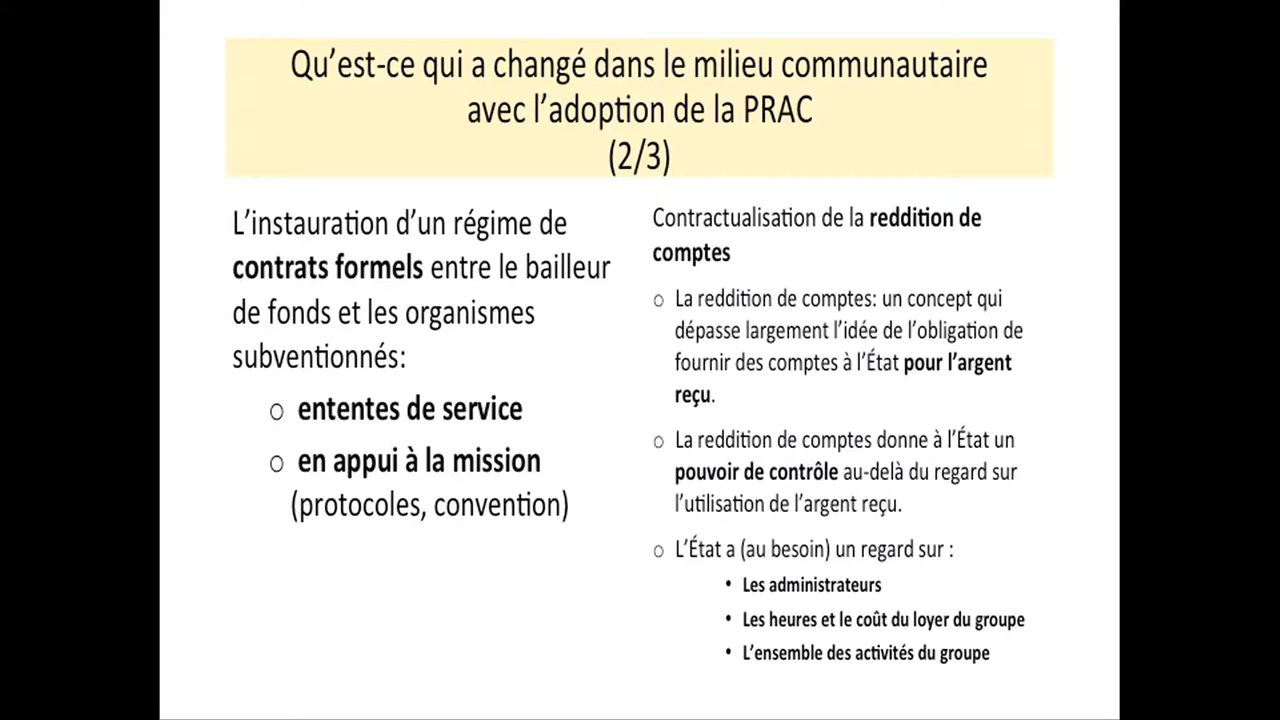 Qu’est-ce qui a changé dans le milieu communautaire
avec l’adoption de la PRAC
(2/3)
L’instauration d’un régime de
contrats formels entre le bailleur
de fonds et les organismes
subventionnés:
o ententes de service
o en appui à la mission
(protocoles, convention)
Contractualisation de la reddition de
comptes
o La reddition de comptes: un concept qui
dépasse largement l’idée de l’obligation de
fournir des comptes à l’État pour l’argent
reçu.
o La reddition de comptes donne à l’État un
pouvoir de contrôle au-delà du regard sur
l’utilisation de l’argent reçu.
o L’État a (au besoin) un regard sur :
• Les administrateurs
• Les heures et le coût du loyer du groupe
• L’ensemble des activités du groupe